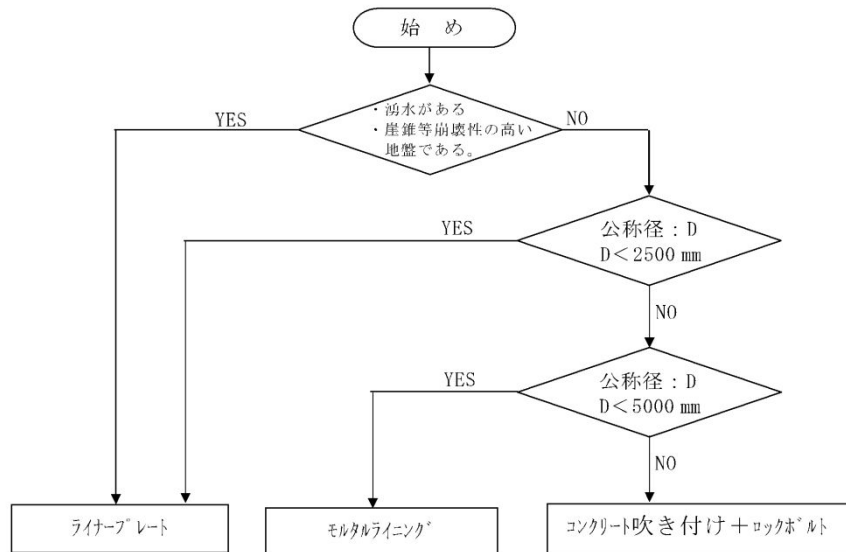 始　め
・湧水がある
・崖錐等崩壊性の高い
地盤である。
YES
NO
公称径：D
D＜2500 mm
YES
NO
公称径：D
D＜5000 mm
YES
NO
ﾗｲﾅｰﾌﾟﾚｰﾄ
ﾓﾙﾀﾙﾗｲﾆﾝｸﾞ
ｺﾝｸﾘｰﾄ吹き付け＋ﾛｯｸﾎﾞﾙﾄ